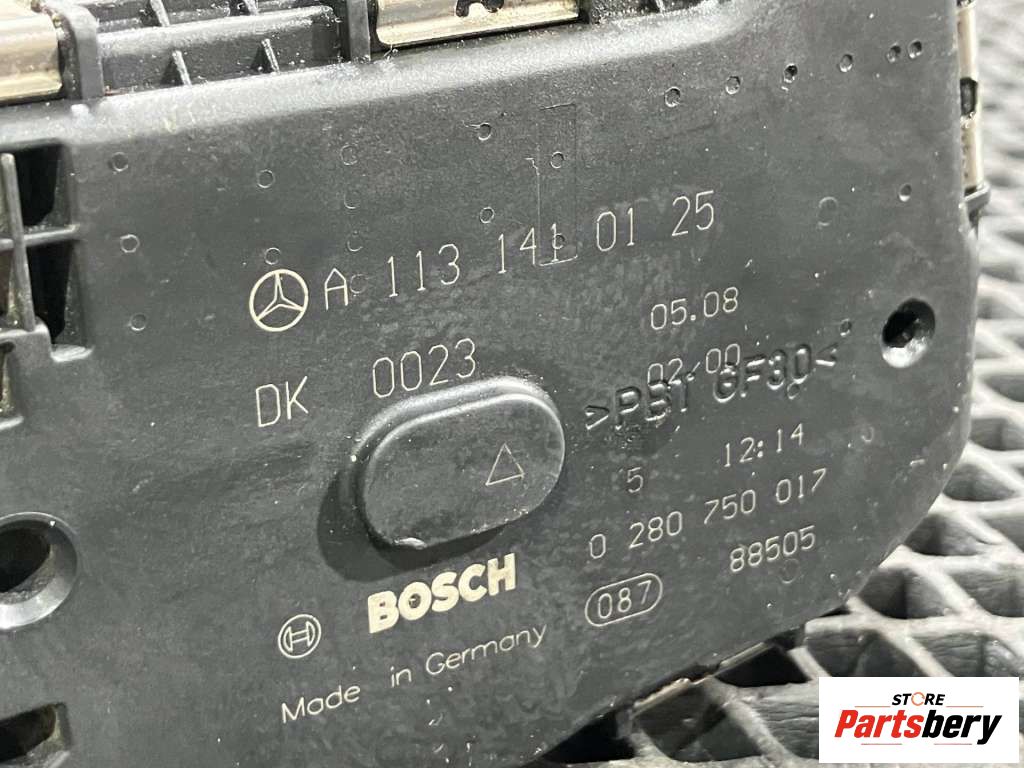 A 113 141 01 25
05.08
DK 0023
02.00
>PBT GF30<
5 12:14
0 280 750 017
88505
BOSCH
087
Made in Germany
STORE
Partsbery